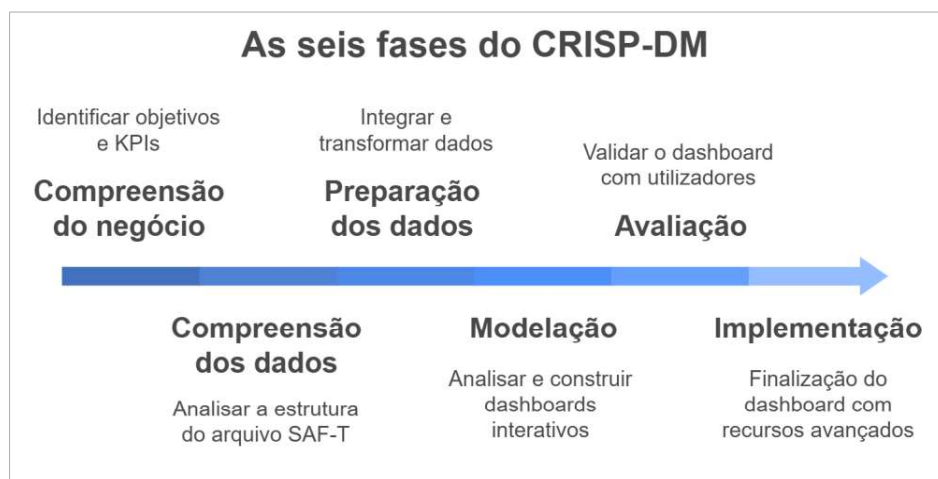 As seis fases do CRISP-DM
Identificar objetivos
e KPIs
Compreensão
do negócio
Integrar e
transformar dados
Preparação
dos dados
Validar o dashboard
com utilizadores
Avaliação
Compreensão
dos dados
Analisar a estrutura
do arquivo SAF-T
Modelação
Analisar e construir
dashboards
interativos
Implementação
Finalização do
dashboard com
recursos avançados